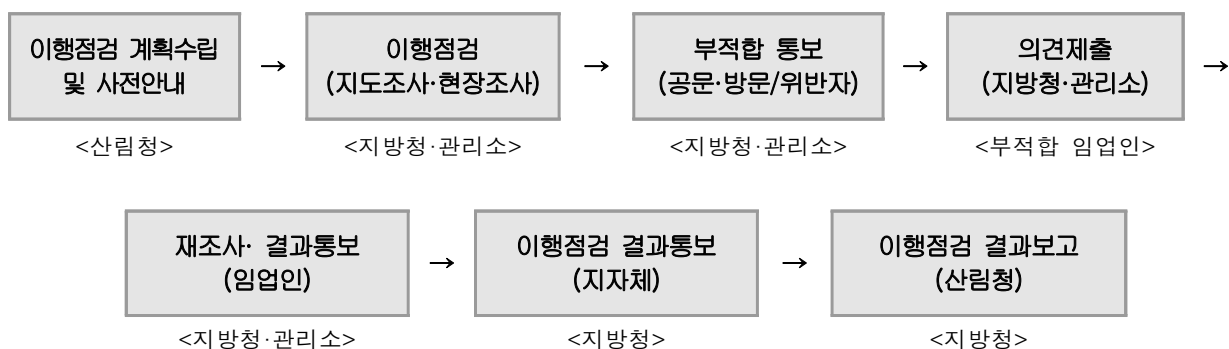 이행점검 계획수립
및 사전안내
→
이행점검
(지도조사·현장조사)
→
부적합 통보
(공문·방문/위반자)
→
의견제출
(지방청·관리소)
→
<산림청>
<지방청·관리소>
<지방청·관리소>
<부적합 임업인>
재조사· 결과통보
(임업인)
→
이행점검 결과통보
(지자체)
→
이행점검 결과보고
(산림청)
<지방청·관리소>
<지방청>
<지방청>